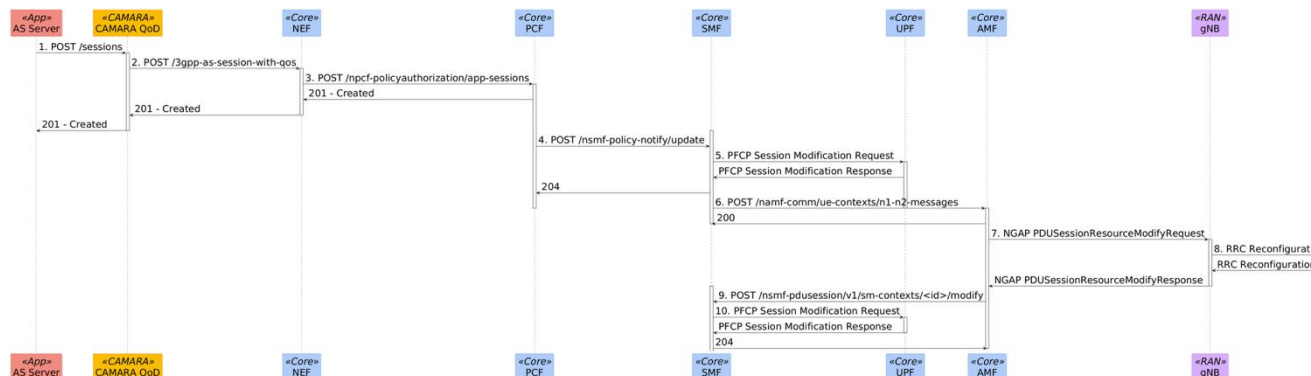 «App» «CAMARA» «Core» «Core» «Core» «Core» «Core» «RAN»
AS Server CAMARA QoD NEF PCF SMF UPF AMF gNB
1. POST /sessions
2. POST /3gpp-as-session-with-qos
3. POST /npcf-policyauthorization/app-sessions
201 - Created
201 - Created
201 - Created
4. POST /nsmf-policy-notify/update
5. PFCP Session Modification Request
PFCP Session Modification Response
204
6. POST /namf-comm/ue-contexts/n1-n2-messages
200
7. NGAP PDUSessionResourceModifyRequest
8. RRC Reconfigurat
RRC Reconfiguration
NGAP PDUSessionResourceModifyResponse
9. POST /nsmf-pdusession/v1/sm-contexts/<id>/modify
10. PFCP Session Modification Request
PFCP Session Modification Response
204
«App» «CAMARA» «Core» «Core» «Core» «Core» «Core» «RAN»
AS Server CAMARA QoD NEF PCF SMF UPF AMF gNB